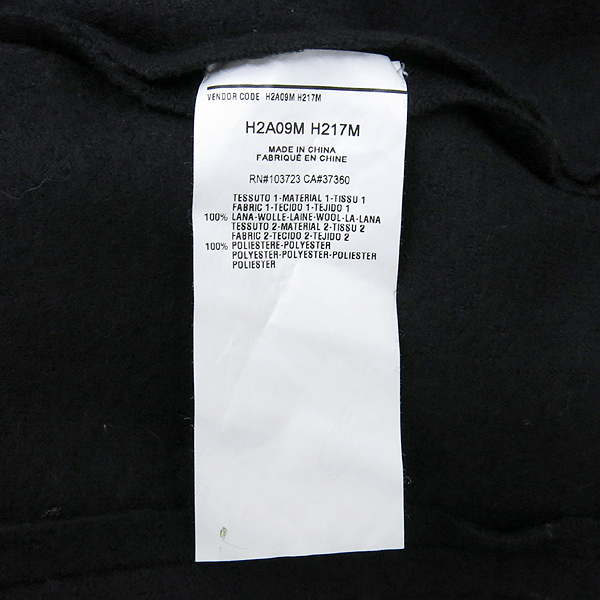 VENDOR CODE H2A09M H217M
H2A09M H217M
MADE IN CHINA
FABRIQUÉ EN CHINE
RN#103723 CA#37350
TESSUTO 1-MATERIAL 1-TISSU 1
FABRIC 1-TECIDO 1-TEJIDO 1
100% LANA-WOLLE-LAINE-WOOL-LA-LANA
TESSUTO 2-MATERIAL 2-TISSU 2
FABRIC 2-TECIDO 2-TEJIDO 2
100% POLIESTERE-POLYESTER
POLYESTER-POLYESTER-POLIESTER
POLIESTER